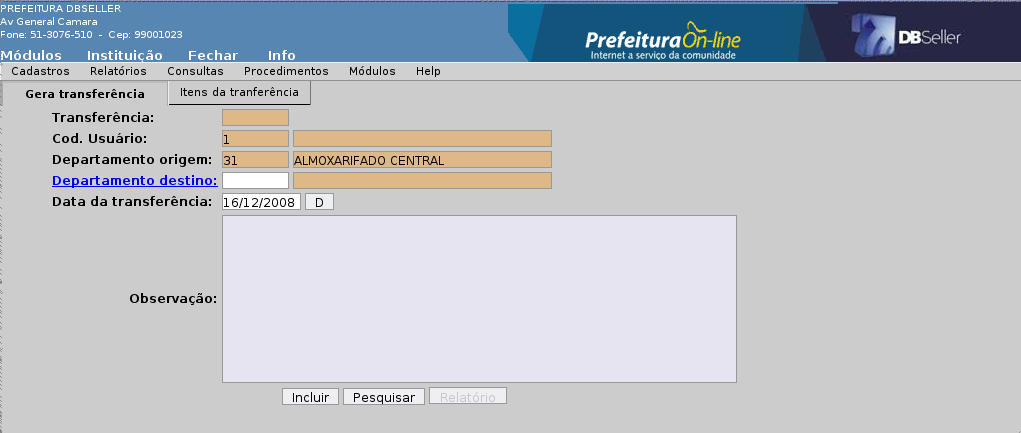 PREFEITURA DBSELLER
Av General Camara
Fone: 51-3076-510 - Cep: 99001023
Módulos Instituição Fechar Info
PrefeituraOn-line
Internet a serviço da comunidade
DBSeller
Cadastros Relatórios Consultas Procedimentos Módulos Help
Gera transferência Itens da tranferência
Transferência:
Cod. Usuário: 1
Departamento origem: 31 ALMOXARIFADO CENTRAL
Departamento destino:
Data da transferência: 16/12/2008 D
Observação:
Incluir Pesquisar Relatório